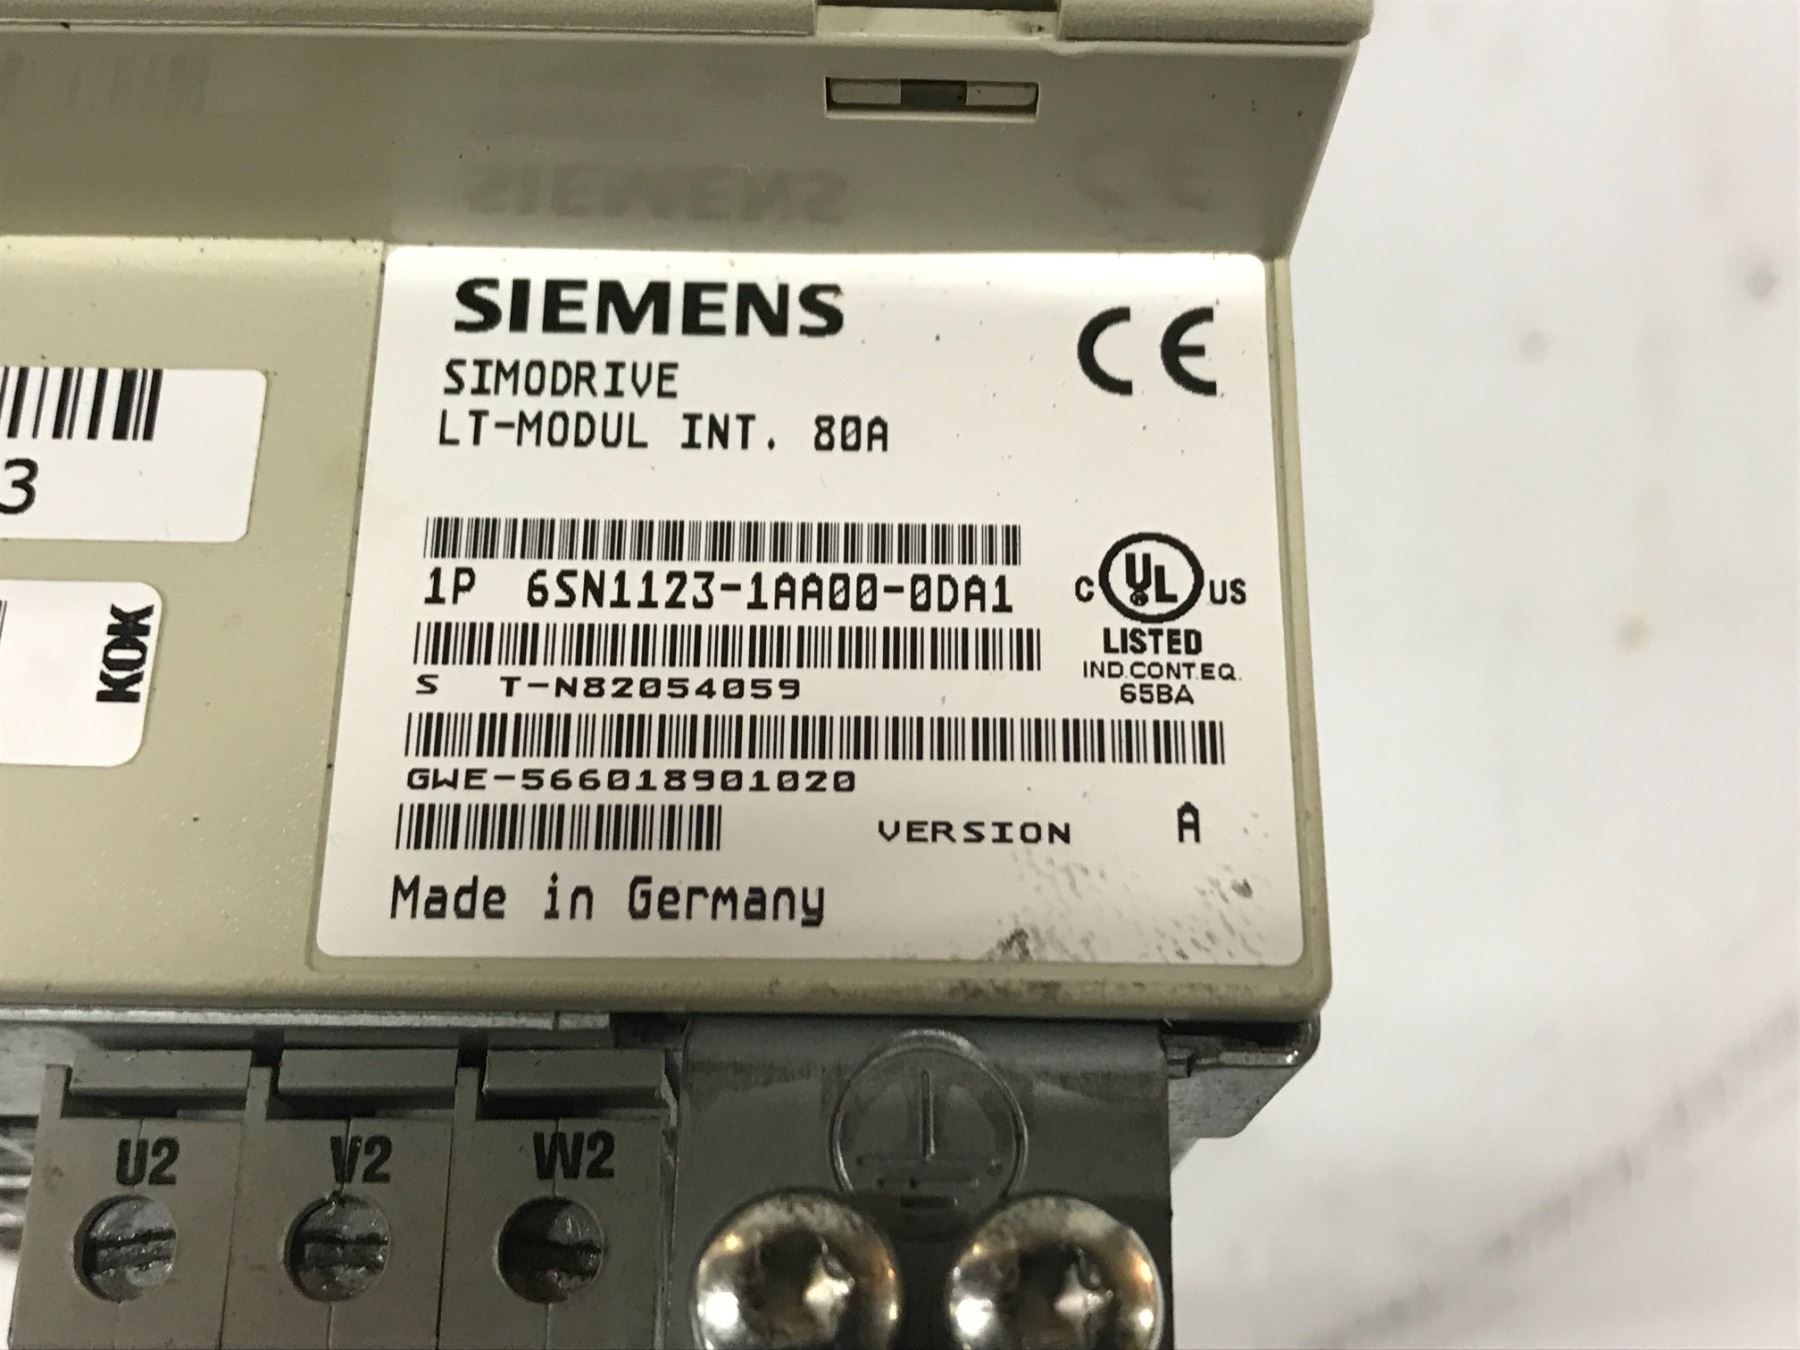 SIEMENS
CE
SIMODRIVE
LT-MODUL INT. 80A
1P 6SN1123-1AA00-0DA1
C UL US
LISTED
IND.CONT.EQ.
65BA
S T-N82054059
GWE-566018901020
VERSION A
Made in Germany
3
KOK
U2 V2 W2